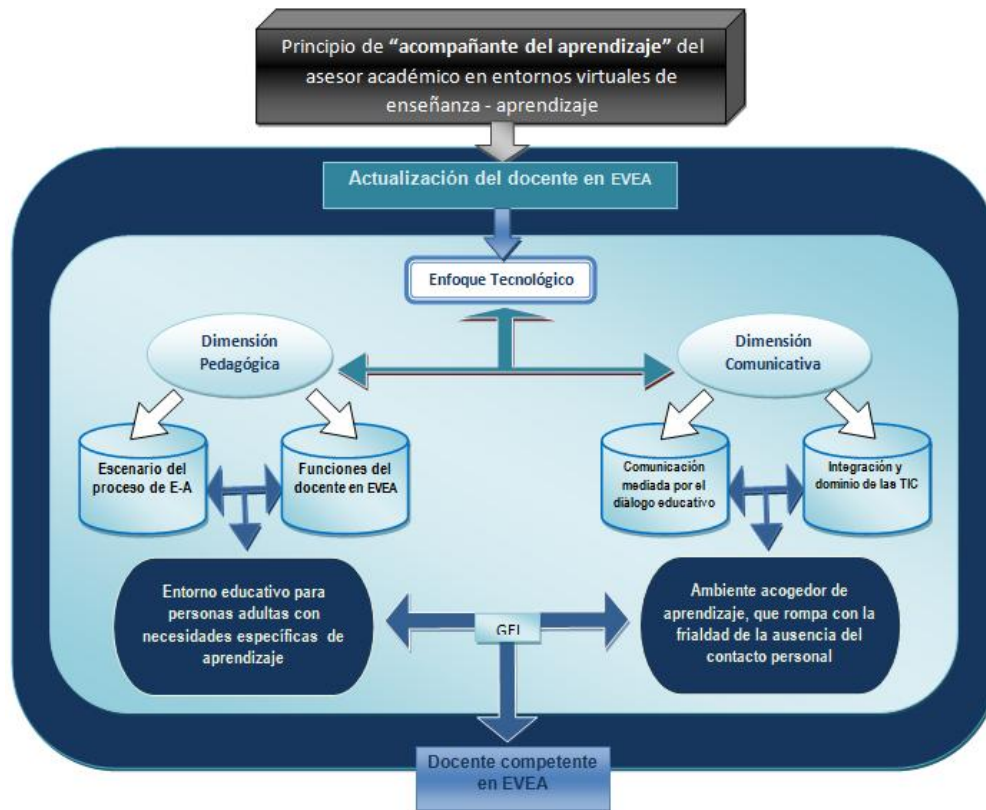 Principio de “acompañante del aprendizaje” del
asesor académico en entornos virtuales de
enseñanza - aprendizaje
Actualización del docente en EVEA
Enfoque Tecnológico
Dimensión
Pedagógica
Dimensión
Comunicativa
Escenario del
proceso de E-A
Funciones del
docente en EVEA
Comunicación
mediada por el
diálogo educativo
Integración y
dominio de las TIC
Entorno educativo para
personas adultas con
necesidades específicas de
aprendizaje
GEL
Ambiente acogedor de
aprendizaje, que rompa con la
frialdad de la ausencia del
contacto personal
Docente competente
en EVEA